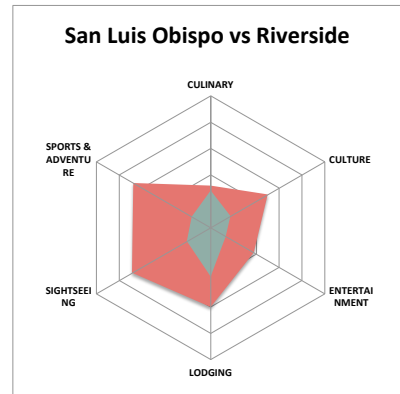 San Luis Obispo vs Riverside
CULINARY
SPORTS &
ADVENTU
RE
CULTURE
SIGHTSEEI
NG
ENTERTAI
NMENT
LODGING